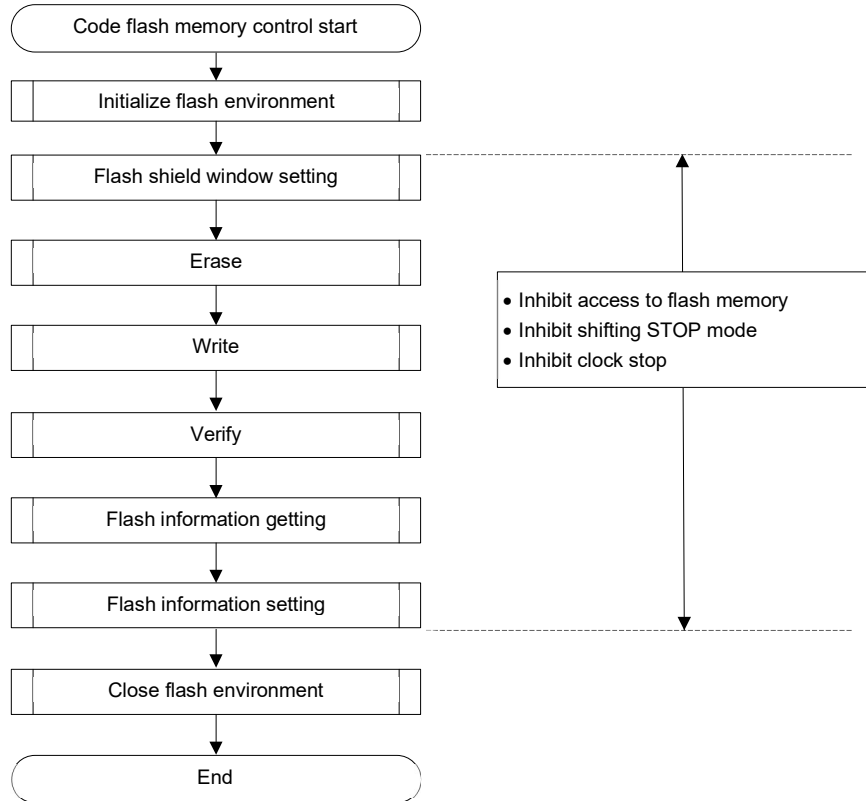 Code flash memory control start
Initialize flash environment
Flash shield window setting
Erase
Write
Verify
Flash information getting
Flash information setting
Close flash environment
End
• Inhibit access to flash memory
• Inhibit shifting STOP mode
• Inhibit clock stop